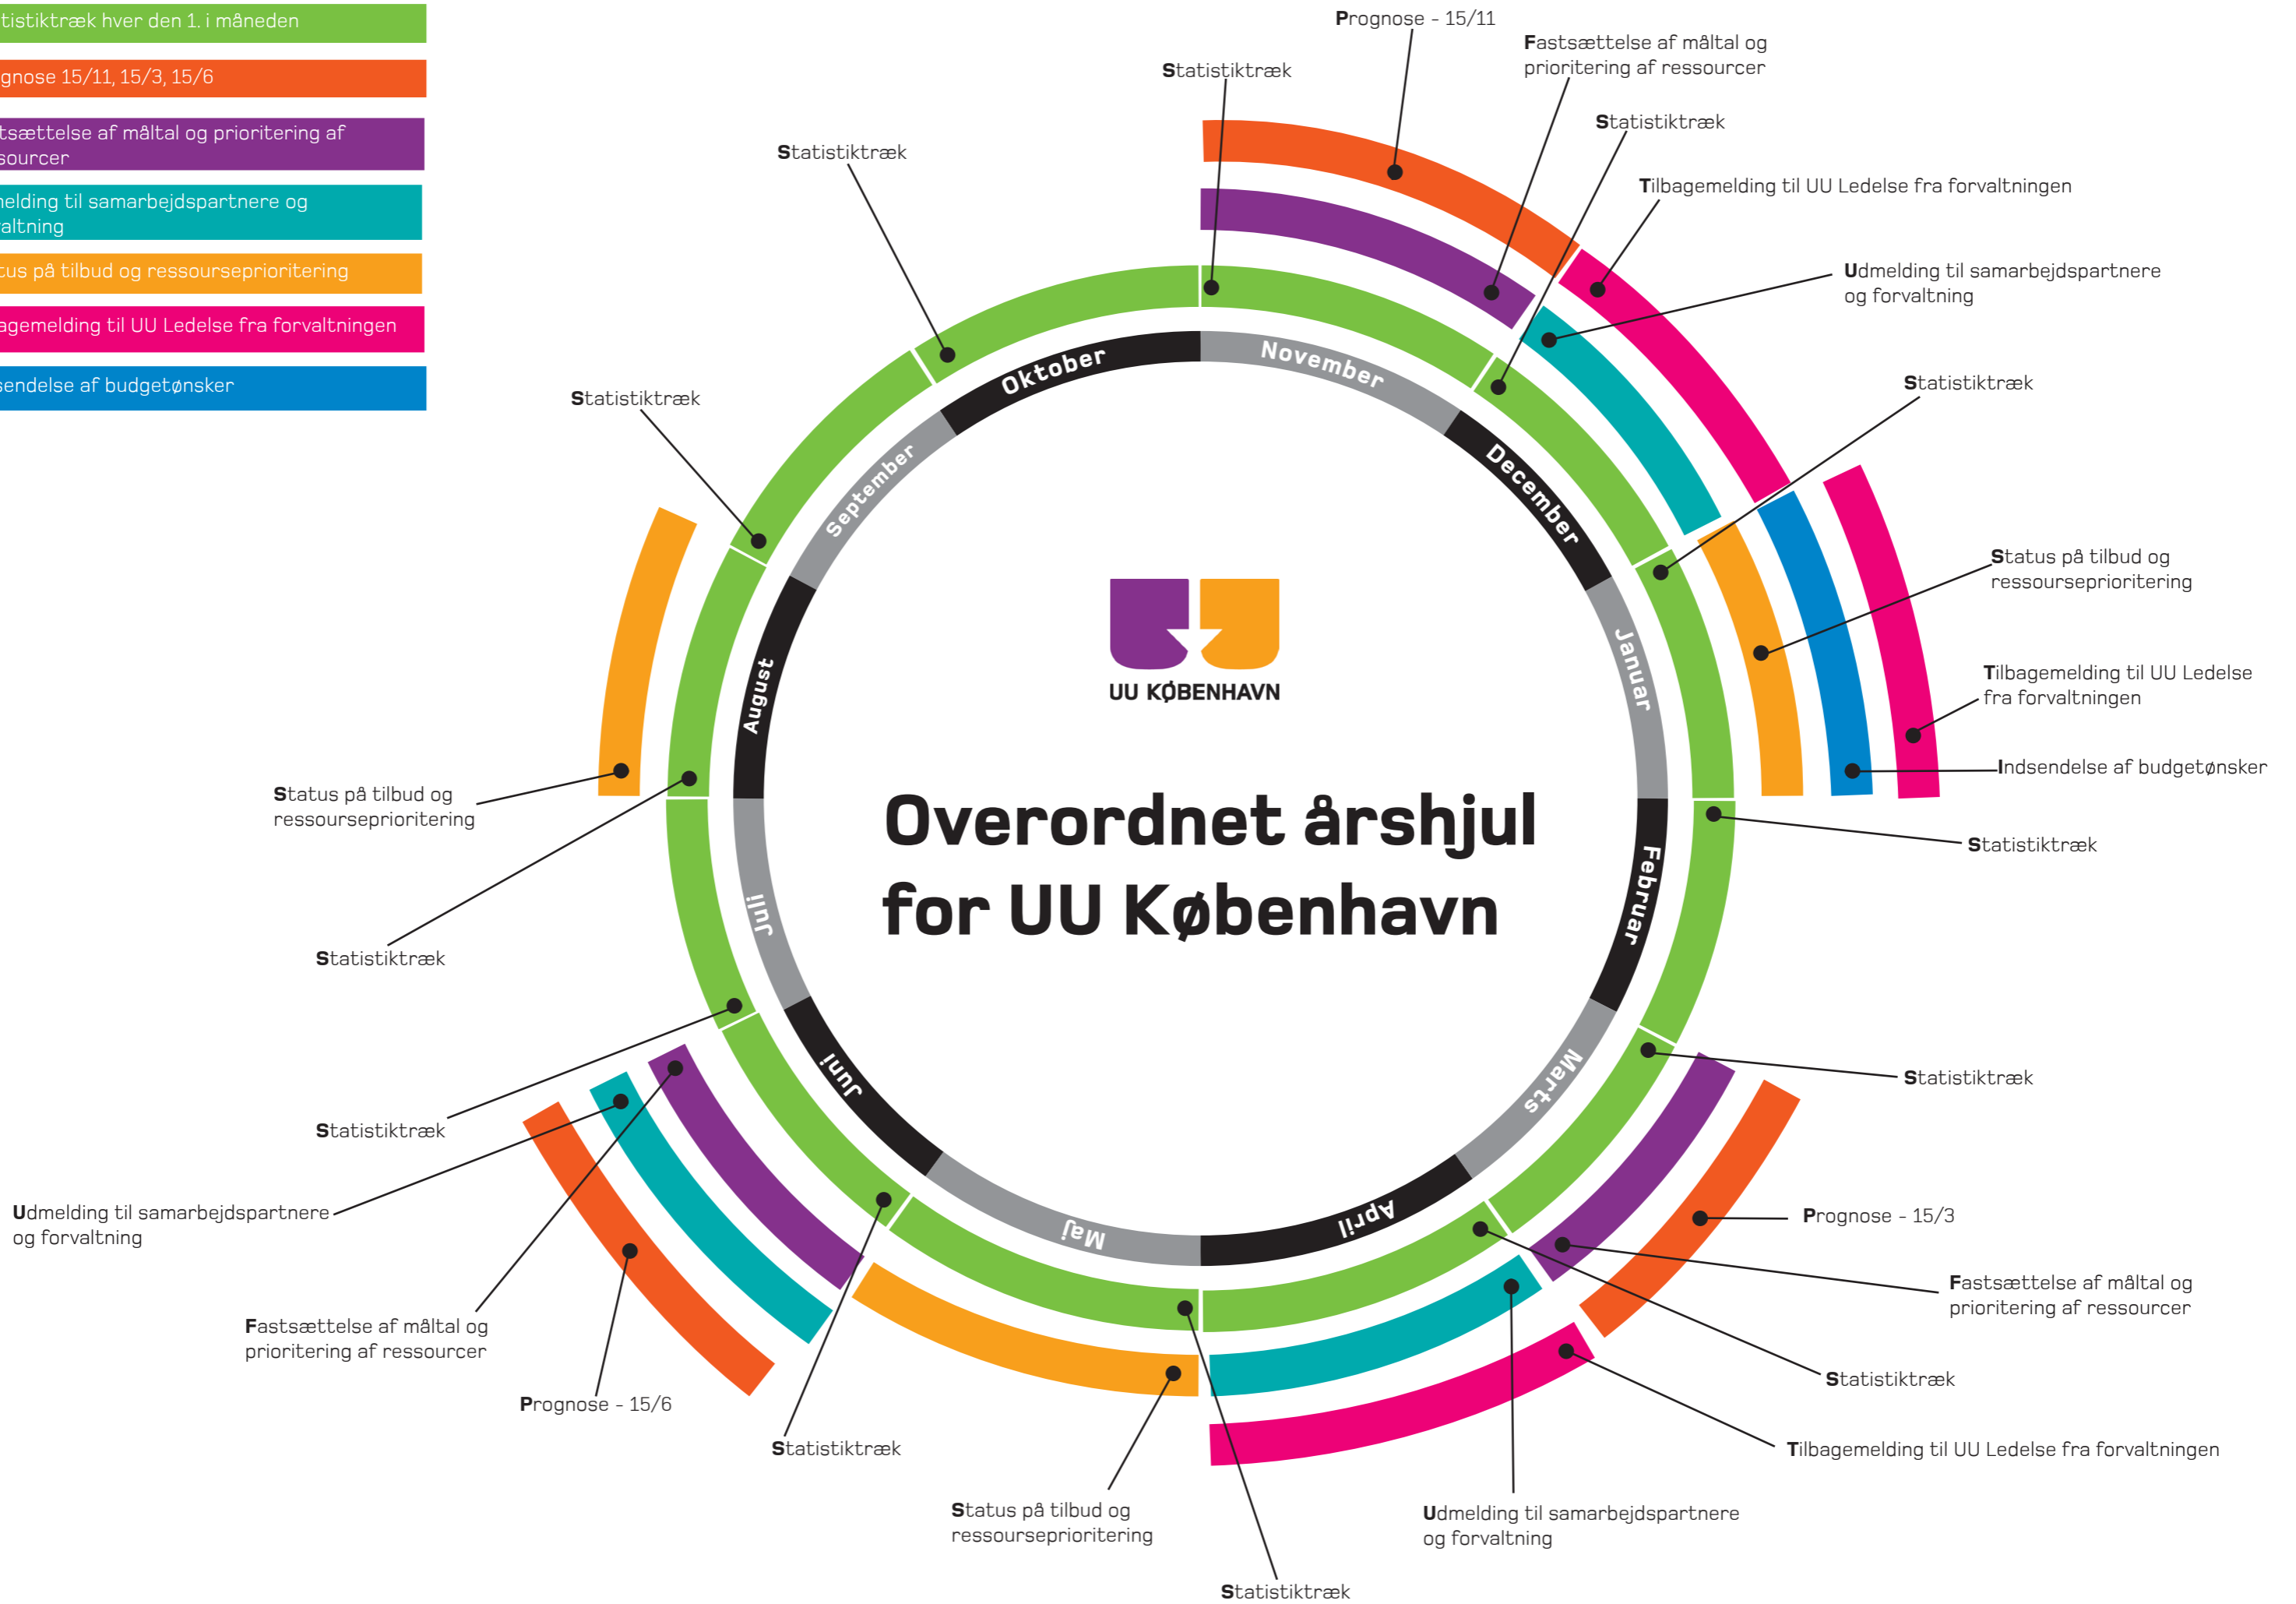 tistiktræk hver den 1. i måneden
gnose 15/11, 15/3, 15/6
tsættelse af måltal og prioritering af
sourcer
nelding til samarbejdspartnere og
altning
tus på tilbud og ressourseprioritering
agemelding til UU Ledelse fra forvaltningen
sendelse af budgetønsker
Prognose - 15/11
Fastsættelse af måltal og
prioritering af ressourcer
Statistiktræk
Statistiktræk
Statistiktræk
Tilbagemelding til UU Ledelse fra forvaltningen
Udmelding til samarbejdspartnere
og forvaltning
Statistiktræk
Statistiktræk
Status på tilbud og
ressourseprioritering
Tilbagemelding til UU Ledelse
fra forvaltningen
Indsendelse af budgetønsker
Statistiktræk
Statistiktræk
Prognose - 15/3
Fastsættelse af måltal og
prioritering af ressourcer
Statistiktræk
Tilbagemelding til UU Ledelse fra forvaltningen
Udmelding til samarbejdspartnere
og forvaltning
Statistiktræk
Status på tilbud og
ressourseprioritering
Statistiktræk
Prognose - 15/6
Fastsættelse af måltal og
prioritering af ressourcer
Udmelding til samarbejdspartnere
og forvaltning
Statistiktræk
Statistiktræk
Status på tilbud og
ressourseprioritering
Oktober
November
December
Januar
Februar
Marts
April
Maj
Juni
Juli
August
September
UU KØBENHAVN
Overordnet årshjul
for UU København